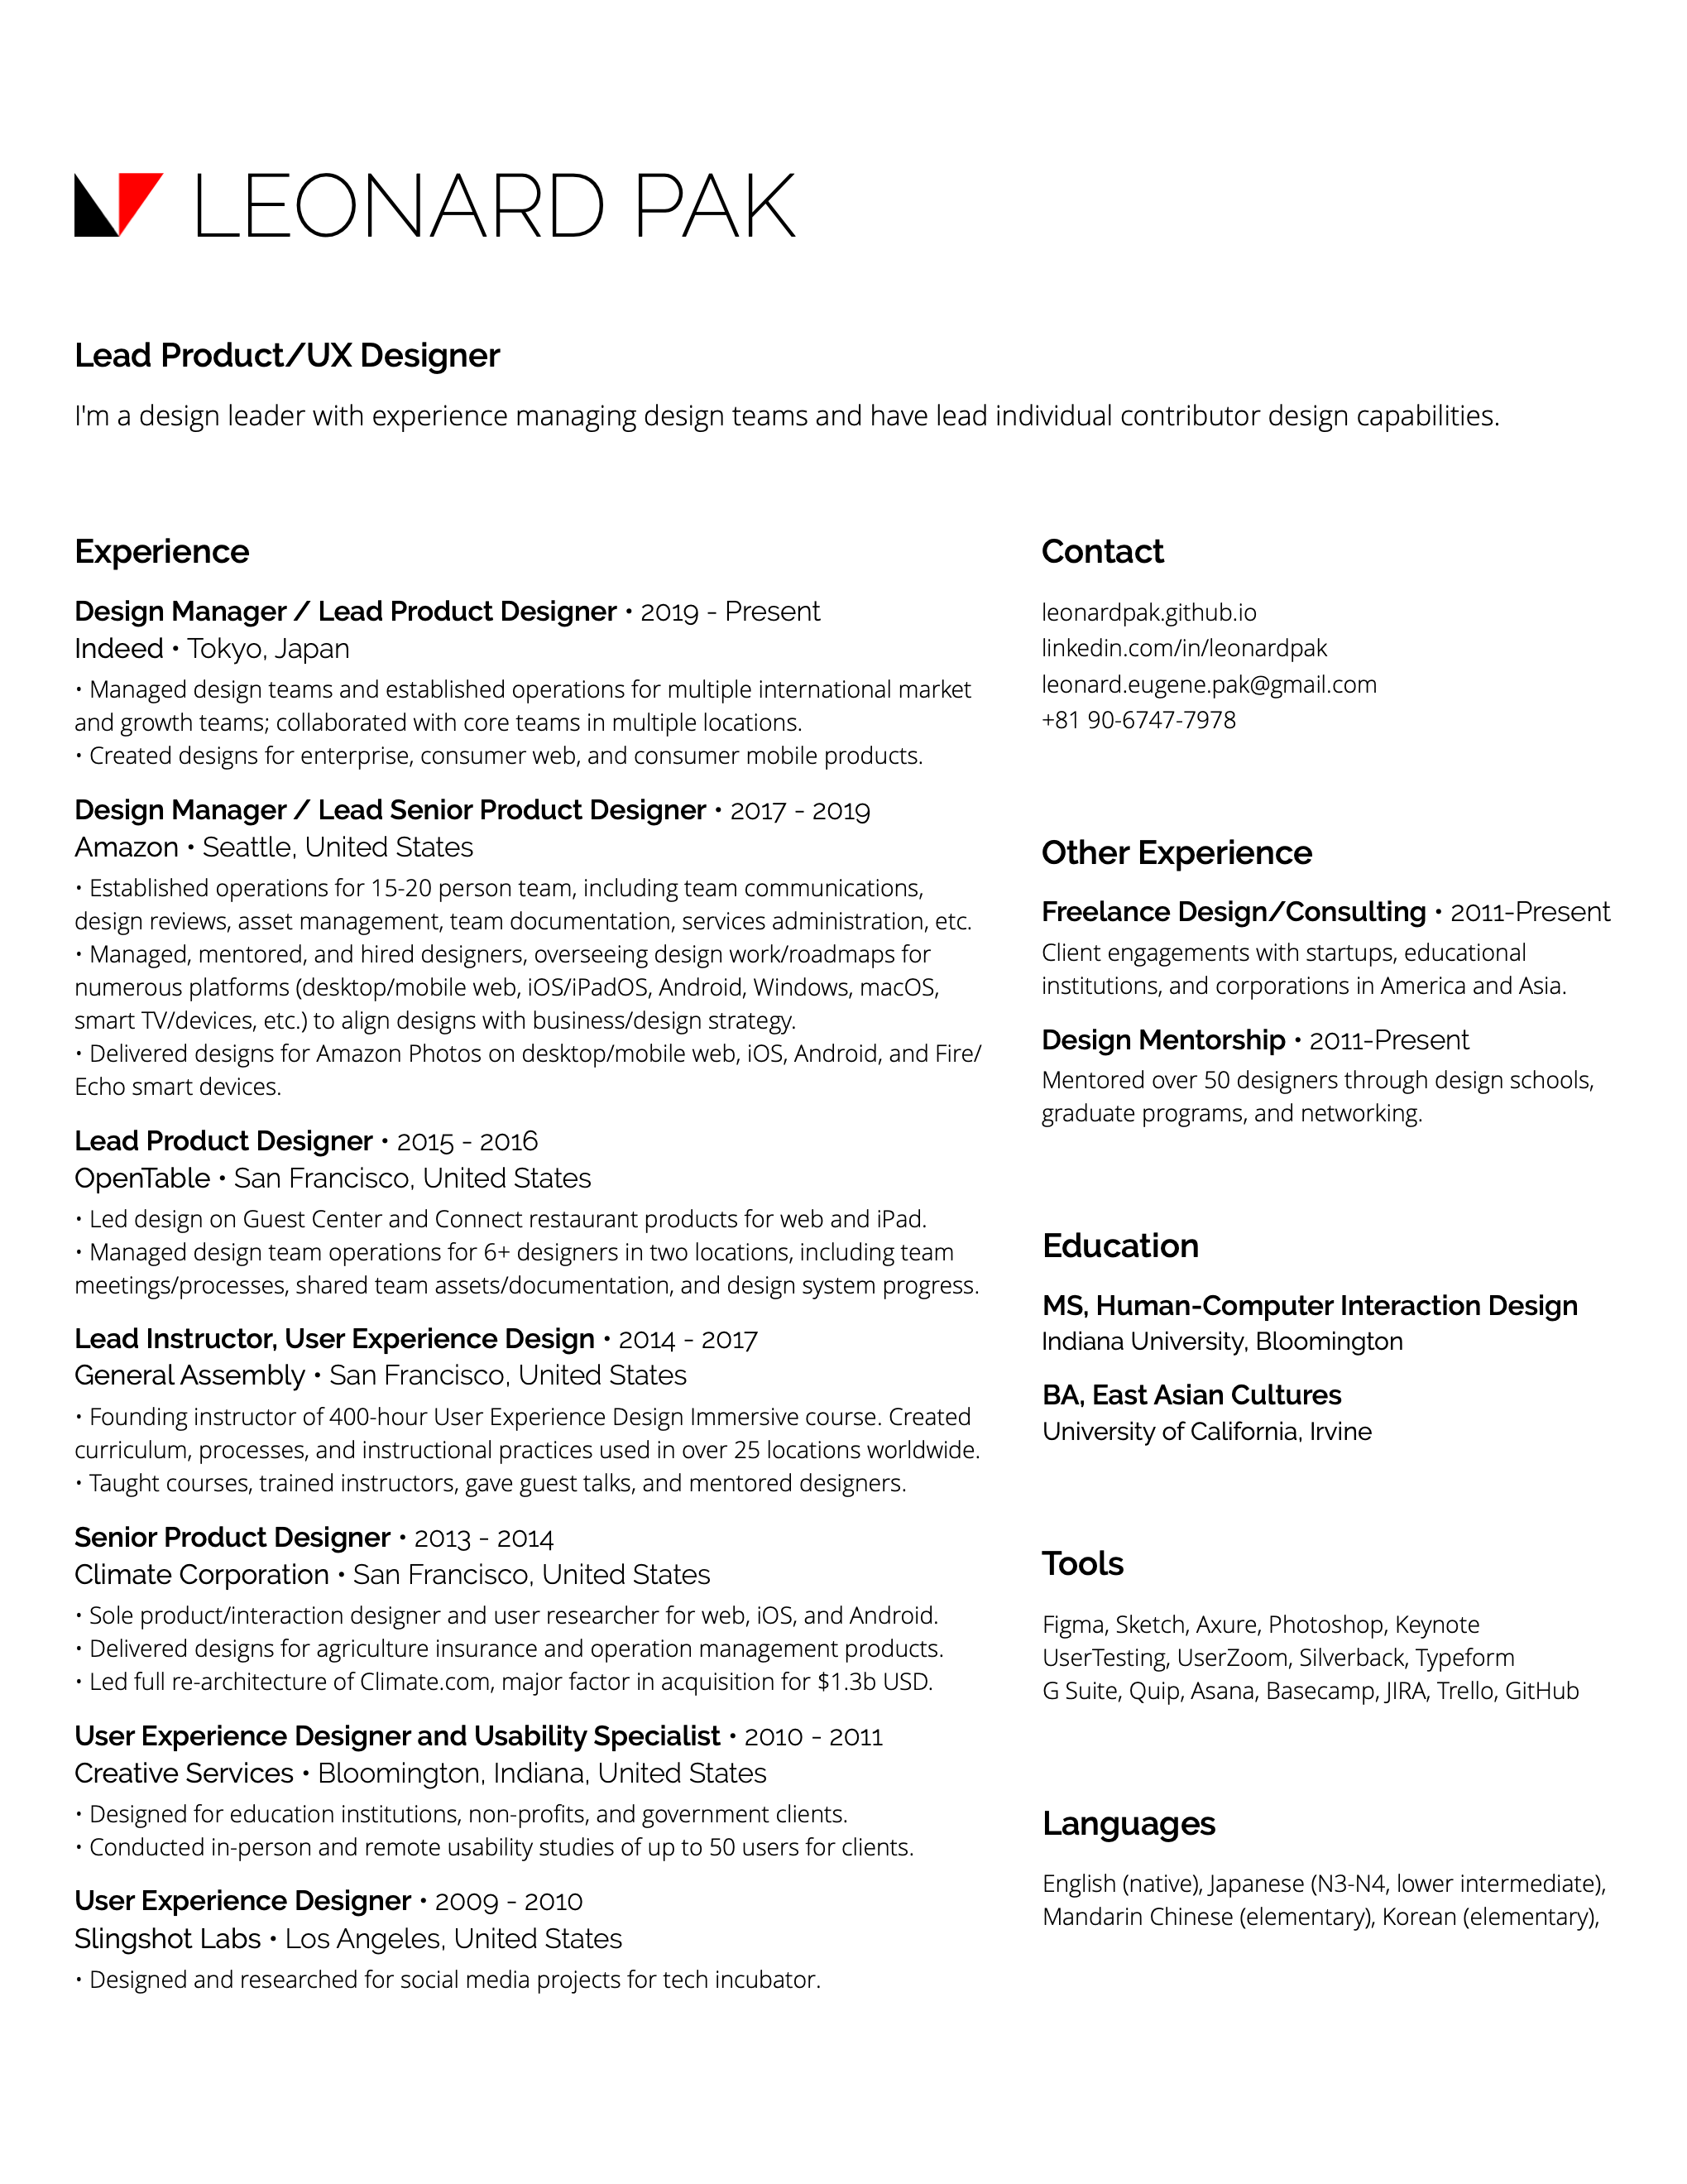 LEONARD PAK
Lead Product/UX Designer
I'm a design leader with experience managing design teams and have lead individual contributor design capabilities.
Experience
Design Manager / Lead Product Designer • 2019 - Present
Indeed • Tokyo, Japan
• Managed design teams and established operations for multiple international market
and growth teams; collaborated with core teams in multiple locations.
• Created designs for enterprise, consumer web, and consumer mobile products.
Design Manager / Lead Senior Product Designer • 2017 - 2019
Amazon • Seattle, United States
• Established operations for 15-20 person team, including team communications,
design reviews, asset management, team documentation, services administration, etc.
• Managed, mentored, and hired designers, overseeing design work/roadmaps for
numerous platforms (desktop/mobile web, iOS/iPadOS, Android, Windows, macOS,
smart TV/devices, etc.) to align designs with business/design strategy.
• Delivered designs for Amazon Photos on desktop/mobile web, iOS, Android, and Fire/
Echo smart devices.
Lead Product Designer • 2015 - 2016
OpenTable • San Francisco, United States
• Led design on Guest Center and Connect restaurant products for web and iPad.
• Managed design team operations for 6+ designers in two locations, including team
meetings/processes, shared team assets/documentation, and design system progress.
Lead Instructor, User Experience Design • 2014 - 2017
General Assembly • San Francisco, United States
• Founding instructor of 400-hour User Experience Design Immersive course. Created
curriculum, processes, and instructional practices used in over 25 locations worldwide.
• Taught courses, trained instructors, gave guest talks, and mentored designers.
Senior Product Designer • 2013 - 2014
Climate Corporation • San Francisco, United States
• Sole product/interaction designer and user researcher for web, iOS, and Android.
• Delivered designs for agriculture insurance and operation management products.
• Led full re-architecture of Climate.com, major factor in acquisition for $1.3b USD.
User Experience Designer and Usability Specialist • 2010 - 2011
Creative Services • Bloomington, Indiana, United States
• Designed for education institutions, non-profits, and government clients.
• Conducted in-person and remote usability studies of up to 50 users for clients.
User Experience Designer • 2009 - 2010
Slingshot Labs • Los Angeles, United States
• Designed and researched for social media projects for tech incubator.
Contact
leonardpak.github.io
linkedin.com/in/leonardpak
leonard.eugene.pak@gmail.com
+81 90-6747-7978
Other Experience
Freelance Design/Consulting • 2011-Present
Client engagements with startups, educational
institutions, and corporations in America and Asia.
Design Mentorship • 2011-Present
Mentored over 50 designers through design schools,
graduate programs, and networking.
Education
MS, Human-Computer Interaction Design
Indiana University, Bloomington
BA, East Asian Cultures
University of California, Irvine
Tools
Figma, Sketch, Axure, Photoshop, Keynote
UserTesting, UserZoom, Silverback, Typeform
G Suite, Quip, Asana, Basecamp, JIRA, Trello, GitHub
Languages
English (native), Japanese (N3-N4, lower intermediate),
Mandarin Chinese (elementary), Korean (elementary),